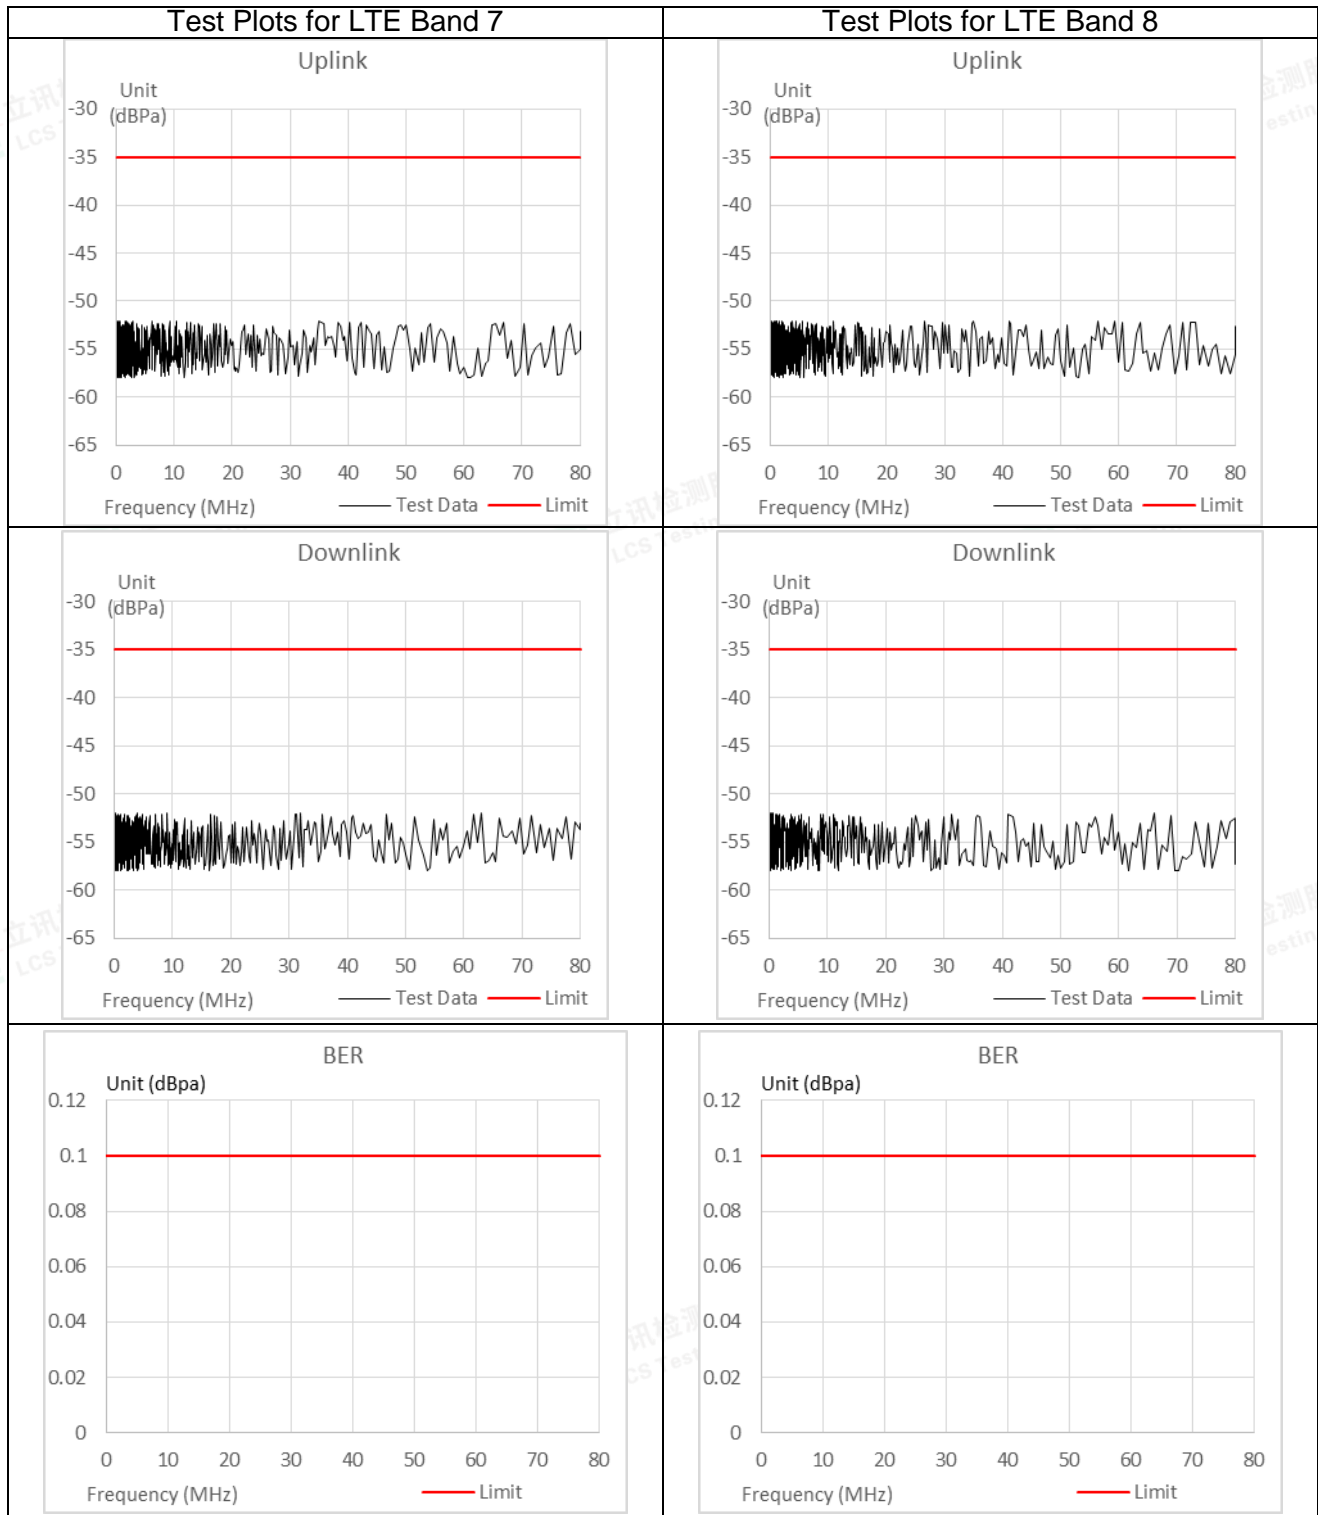 Test Plots for LTE Band 7
Test Plots for LTE Band 8
Uplink
Unit
(dBPa)
-30
-35
-40
-45
-50
-55
-60
-65
0 10 20 30 40 50 60 70 80
Frequency (MHz) Test Data Limit
Uplink
Unit
(dBPa)
-30
-35
-40
-45
-50
-55
-60
-65
0 10 20 30 40 50 60 70 80
Frequency (MHz) Test Data Limit
Downlink
Unit
(dBPa)
-30
-35
-40
-45
-50
-55
-60
-65
0 10 20 30 40 50 60 70 80
Frequency (MHz) Test Data Limit
Downlink
Unit
(dBPa)
-30
-35
-40
-45
-50
-55
-60
-65
0 10 20 30 40 50 60 70 80
Frequency (MHz) Test Data Limit
BER
Unit (dBpa)
0.12
0.1
0.08
0.06
0.04
0.02
0
0 10 20 30 40 50 60 70 80
Frequency (MHz) Limit
BER
Unit (dBpa)
0.12
0.1
0.08
0.06
0.04
0.02
0
0 10 20 30 40 50 60 70 80
Frequency (MHz) Limit